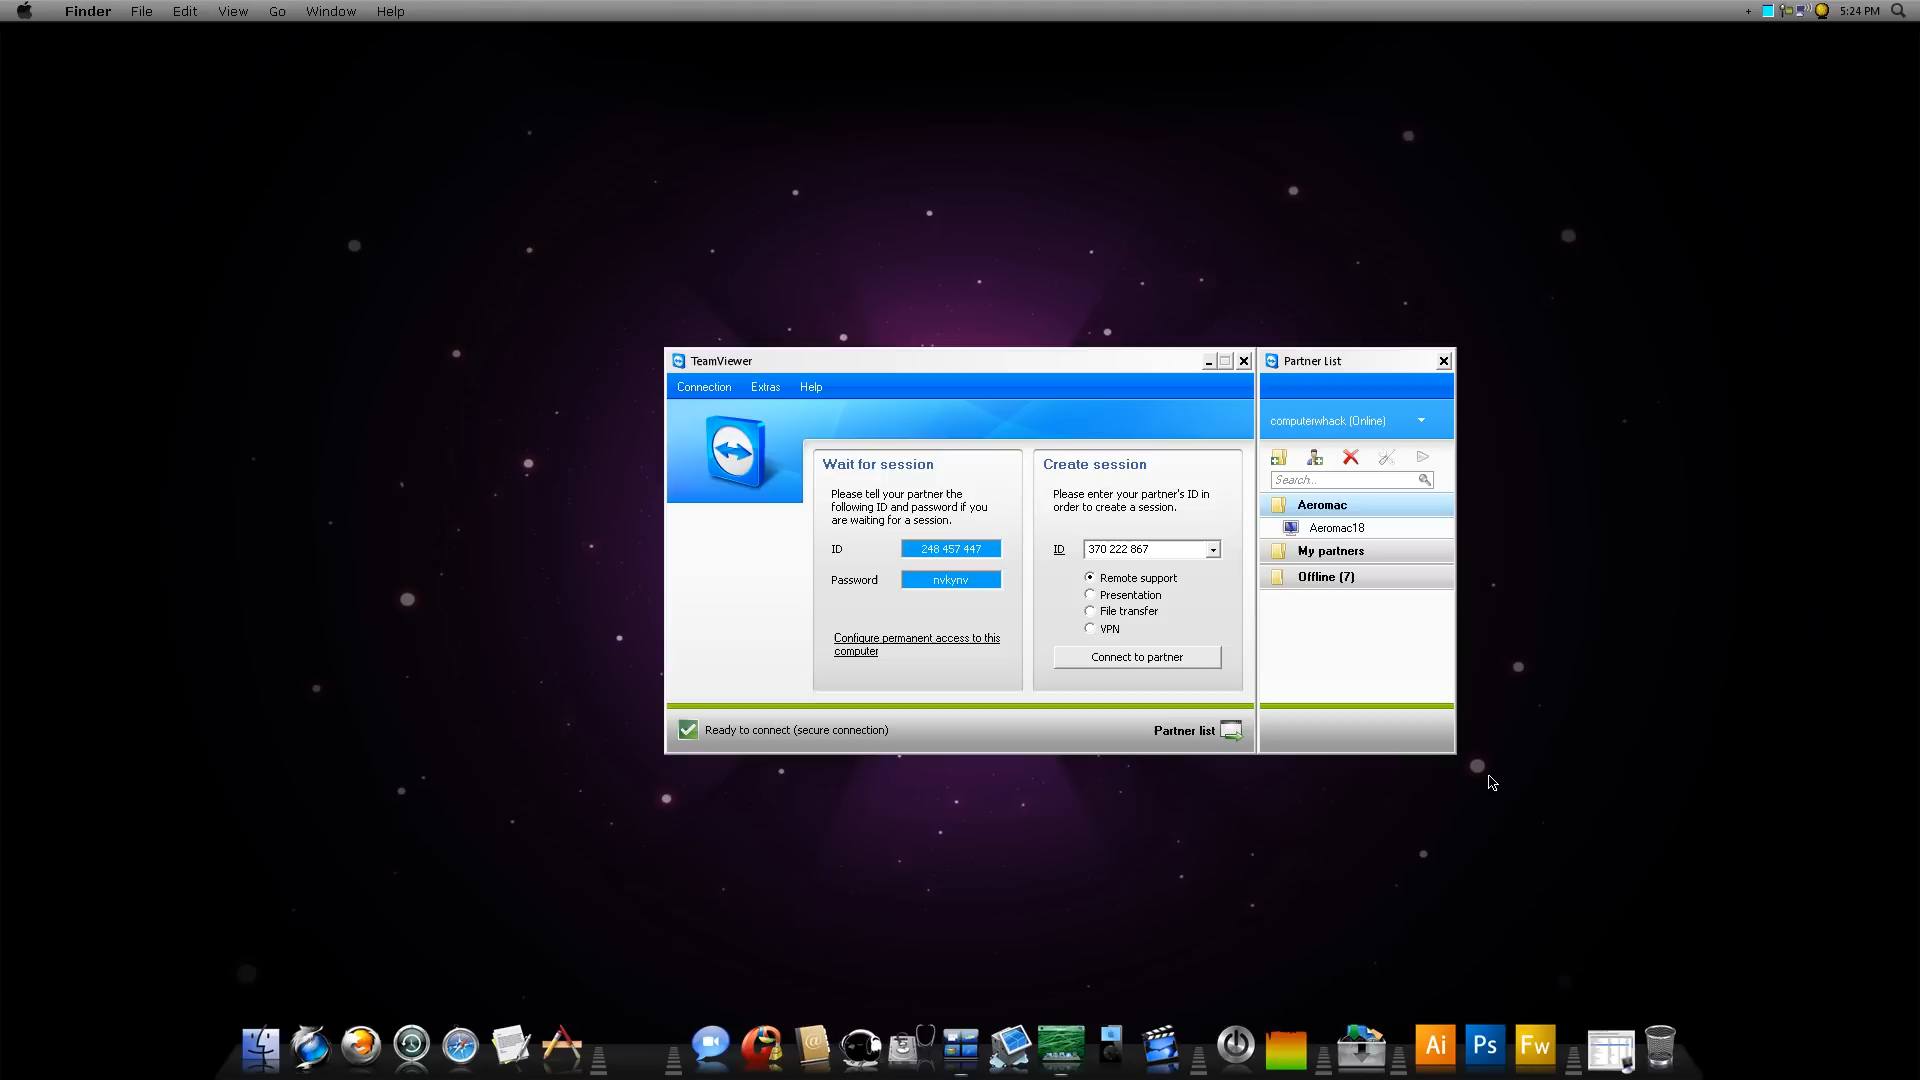 Finder File Edit View Go Window Help
5:24 PM
TeamViewer
Partner List
Connection Extras Help
computerwhack (Online)
Wait for session
Please tell your partner the
following ID and password if you
are waiting for a session.
ID 248 457 447
Password nvkynv
Configure permanent access to this
computer
Create session
Please enter your partner's ID in
order to create a session.
ID 370 222 867
Remote support
Presentation
File transfer
VPN
Connect to partner
Search...
Aeromac
Aeromac18
My partners
Offline (7)
Ready to connect (secure connection)
Partner list
Ai Ps Fw